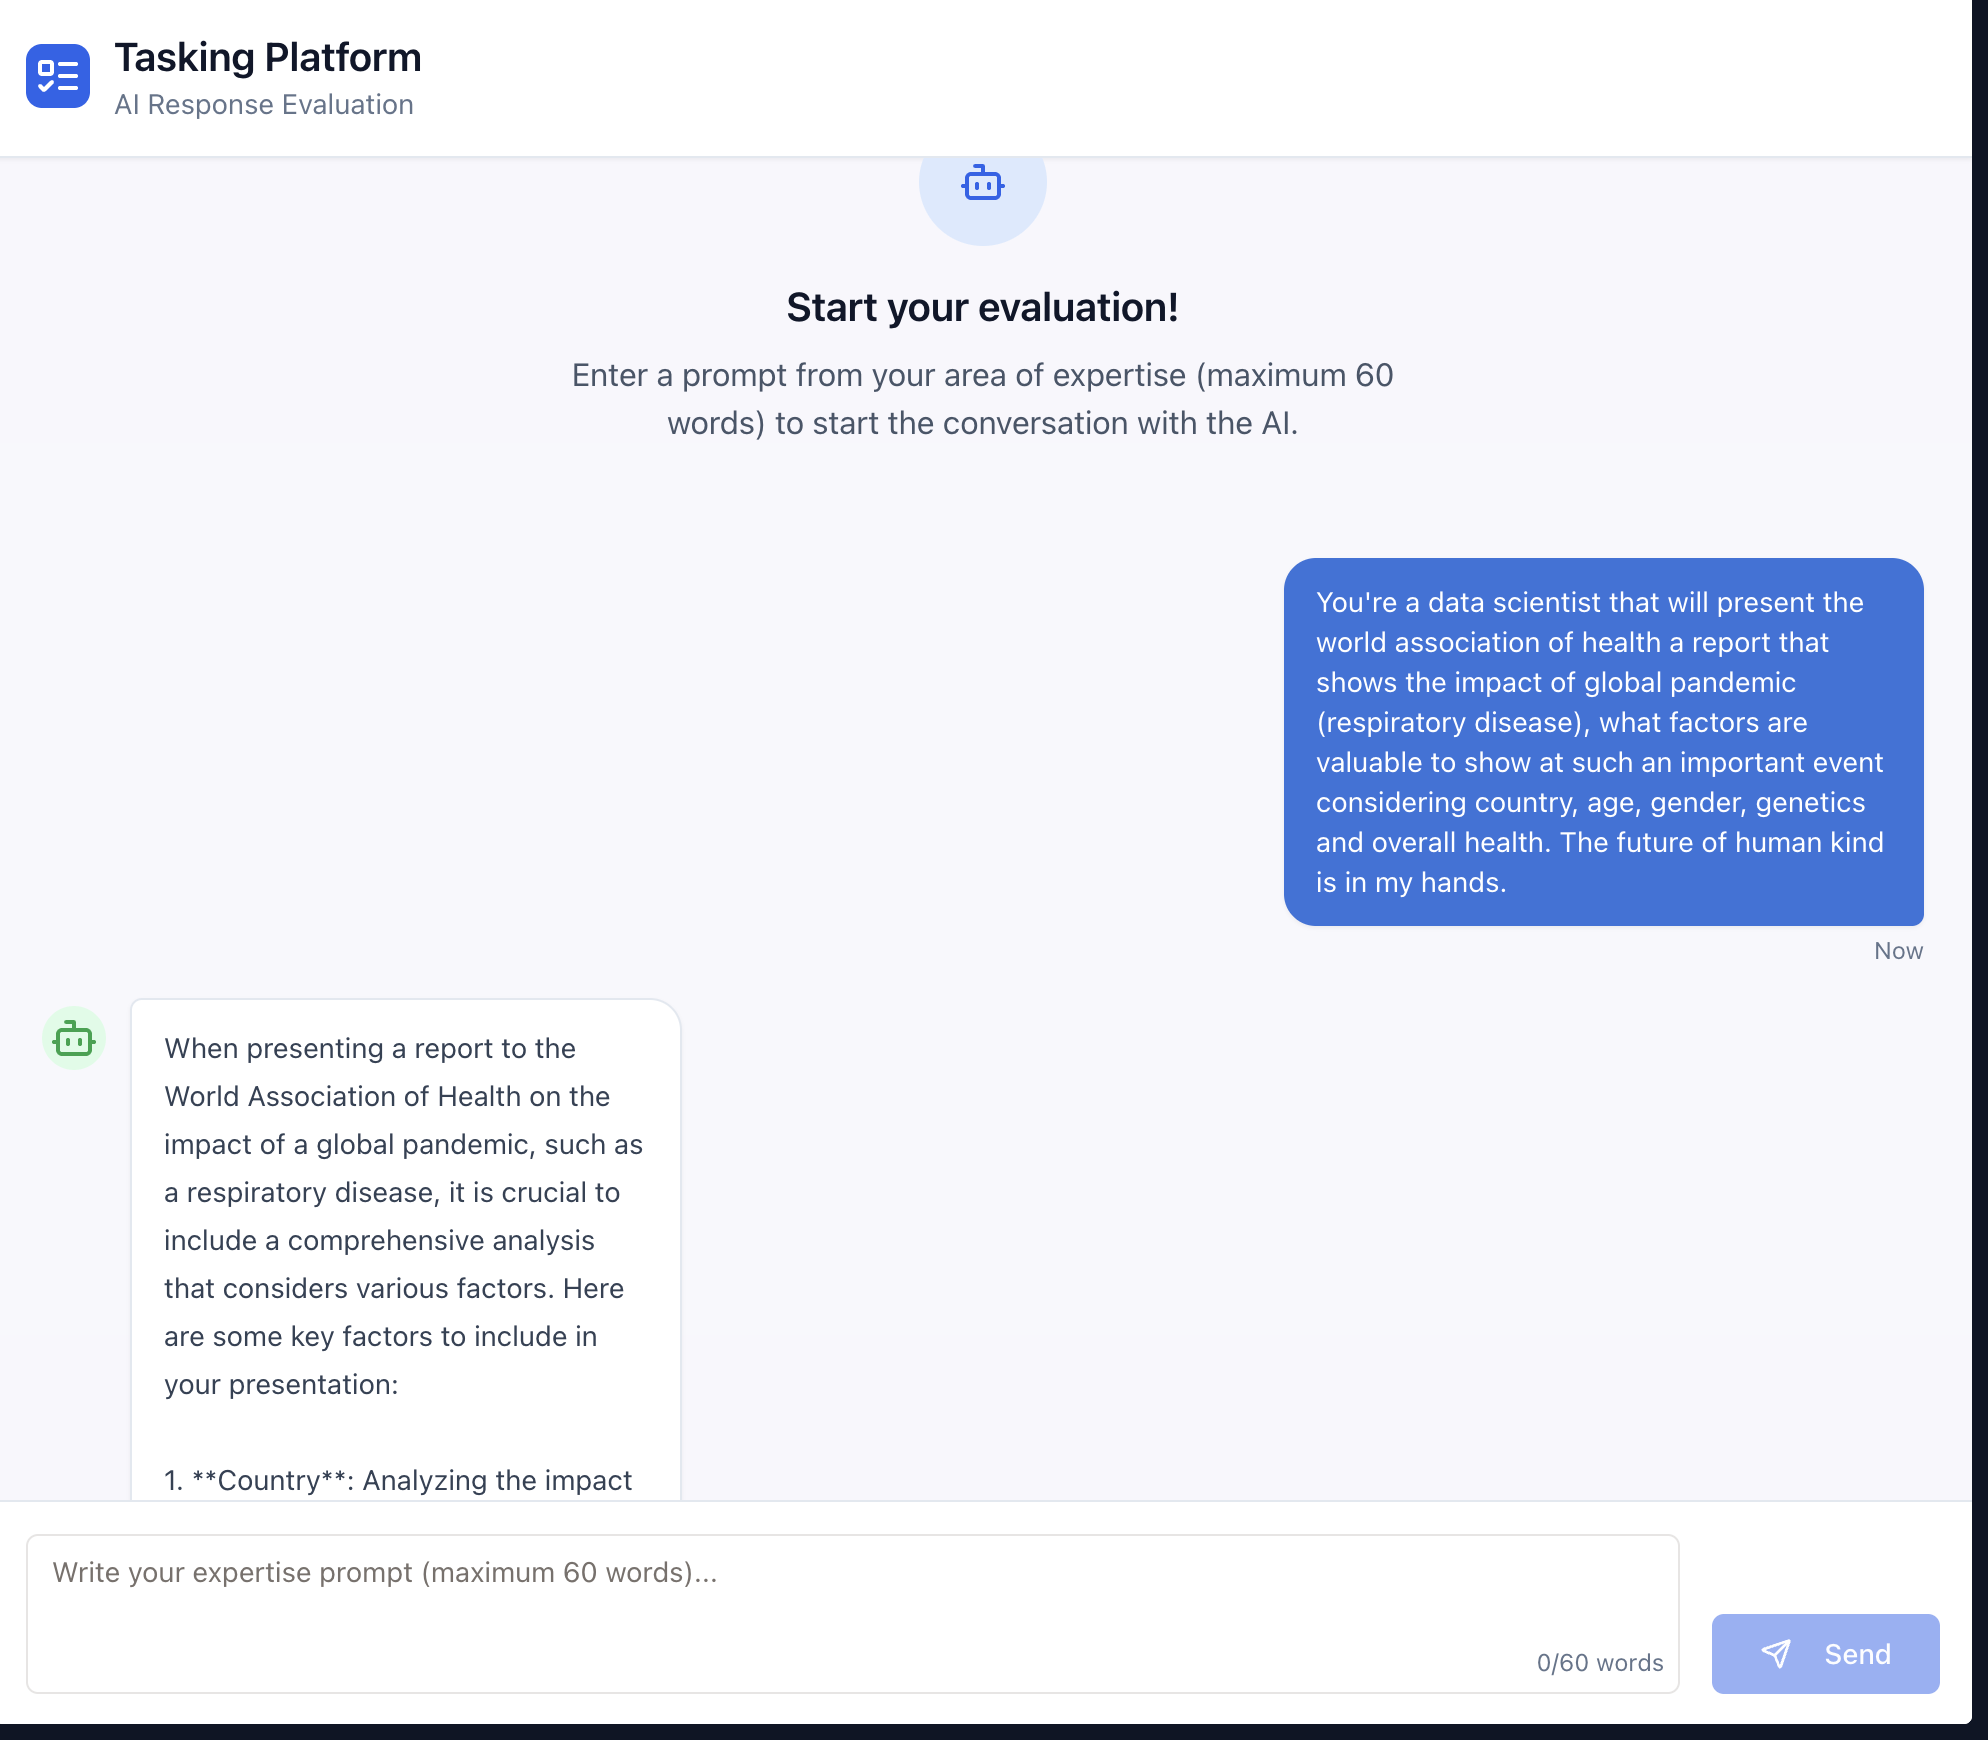 Tasking Platform
AI Response Evaluation
Start your evaluation!
Enter a prompt from your area of expertise (maximum 60
words) to start the conversation with the AI.
You're a data scientist that will present the
world association of health a report that
shows the impact of global pandemic
(respiratory disease), what factors are
valuable to show at such an important event
considering country, age, gender, genetics
and overall health. The future of human kind
is in my hands.
Now
When presenting a report to the
World Association of Health on the
impact of a global pandemic, such as
a respiratory disease, it is crucial to
include a comprehensive analysis
that considers various factors. Here
are some key factors to include in
your presentation:
1. **Country**: Analyzing the impact
Write your expertise prompt (maximum 60 words)...
0/60 words
Send